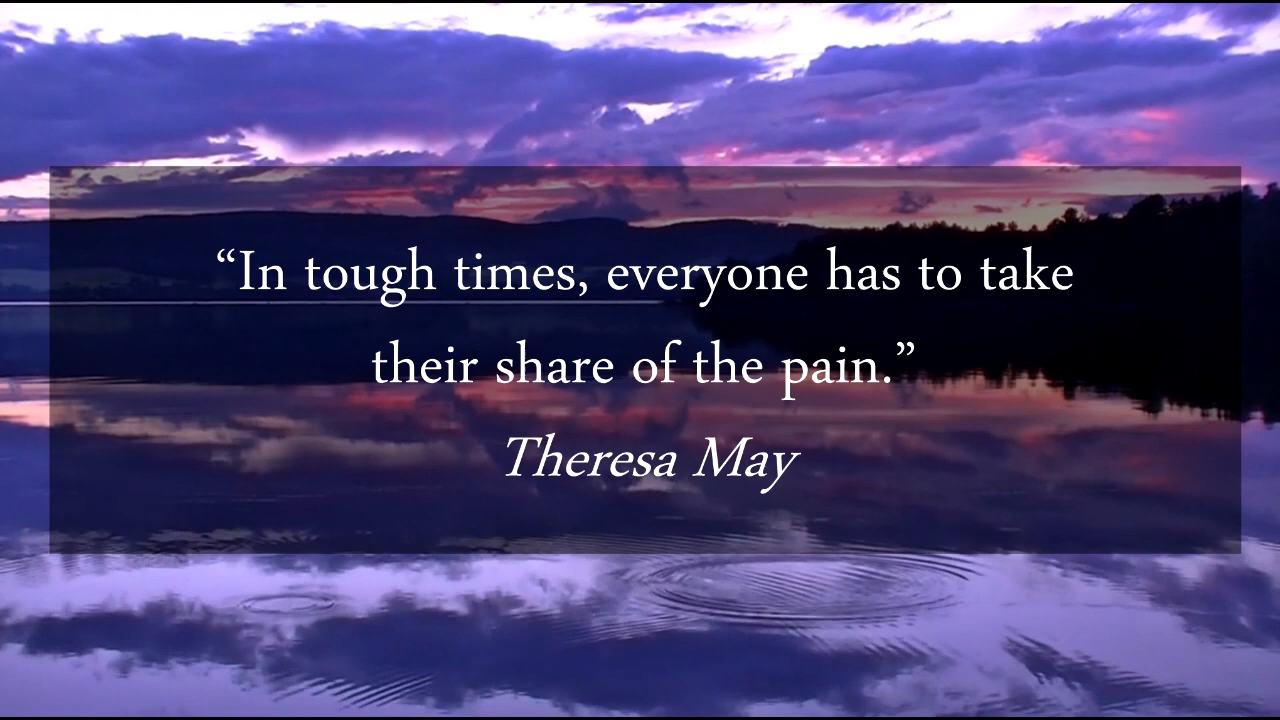 “In tough times, everyone has to take
their share of the pain.”
Theresa May